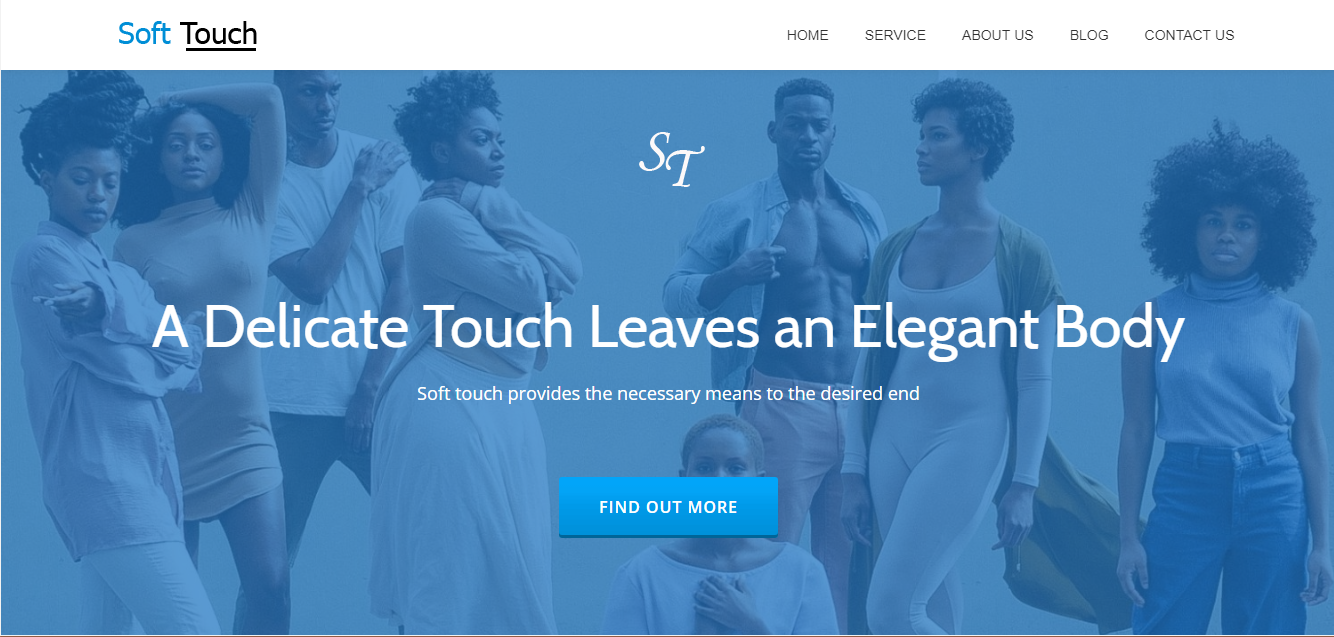 Soft Touch
HOME SERVICE ABOUT US BLOG CONTACT US
ST
A Delicate Touch Leaves an Elegant Body
Soft touch provides the necessary means to the desired end
FIND OUT MORE